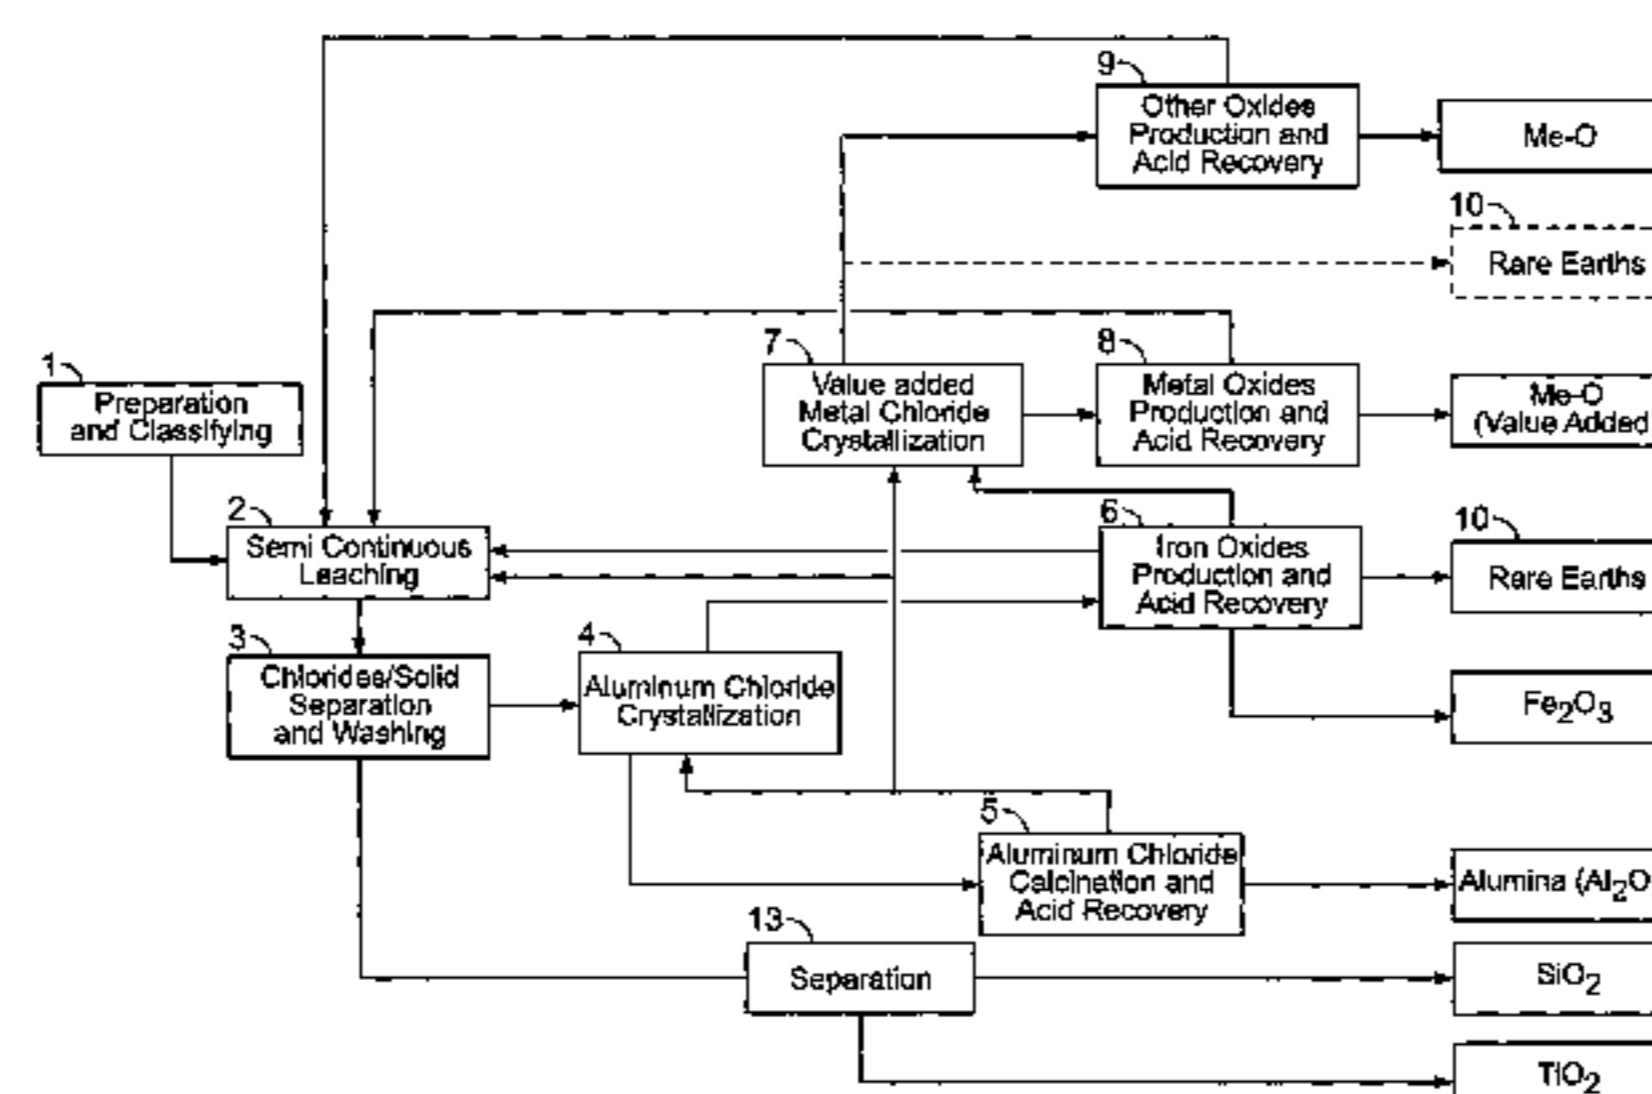 9
Other Oxides
Production and
Acid Recovery
Me-O
10
Rare Earths
7
Value added
Metal Chloride
Crystallization
8
Metal Oxides
Production and
Acid Recovery
Me-O
(Value Added
1
Preparation
and Classifying
2
Semi Continuous
Leaching
6
Iron Oxides
Production and
Acid Recovery
10
Rare Earths
3
Chlorides/Solid
Separation
and Washing
4
Aluminum Chloride
Crystallization
Fe2O3
5
Aluminum Chloride
Calcination and
Acid Recovery
Alumina (Al2O
13
Separation
SiO2
TiO2